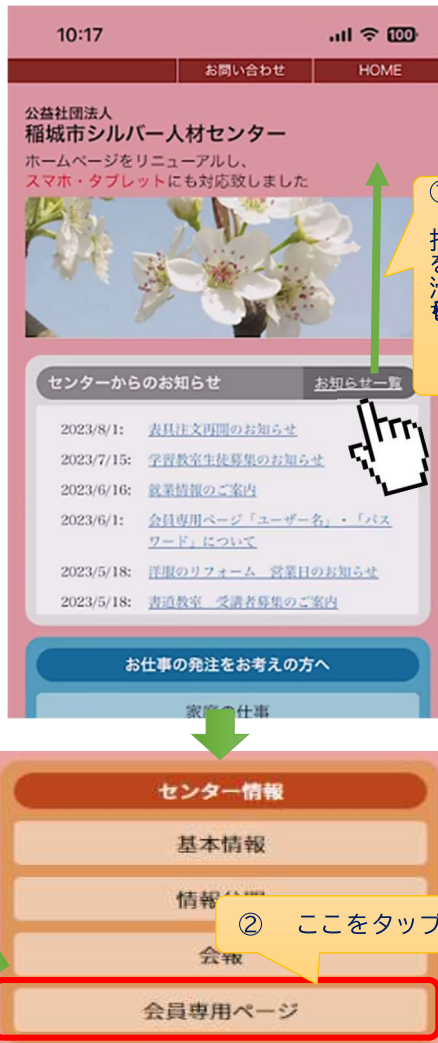 10:17
100
お問い合わせ
HOME
公益社団法人
稲城市シルバー人材センター
ホームページをリニューアルし、
スマホ・タブレットにも対応致しました
①
を
も
センターからのお知らせ
お知らせ一覧
2023/8/1: 表具注文再開のお知らせ
2023/7/15: 学習教室生徒募集のお知らせ
2023/6/16: 就業情報のご案内
2023/6/1: 会員専用ページ「ユーザー名」・「パス
ワード」について
2023/5/18: 洋服のリフォーム 営業日のお知らせ
2023/5/18: 書道教室 受講者募集のご案内
お仕事の発注をお考えの方へ
家庭の仕事
センター情報
基本情報
情報
② ここをタップ
会報
会員専用ページ